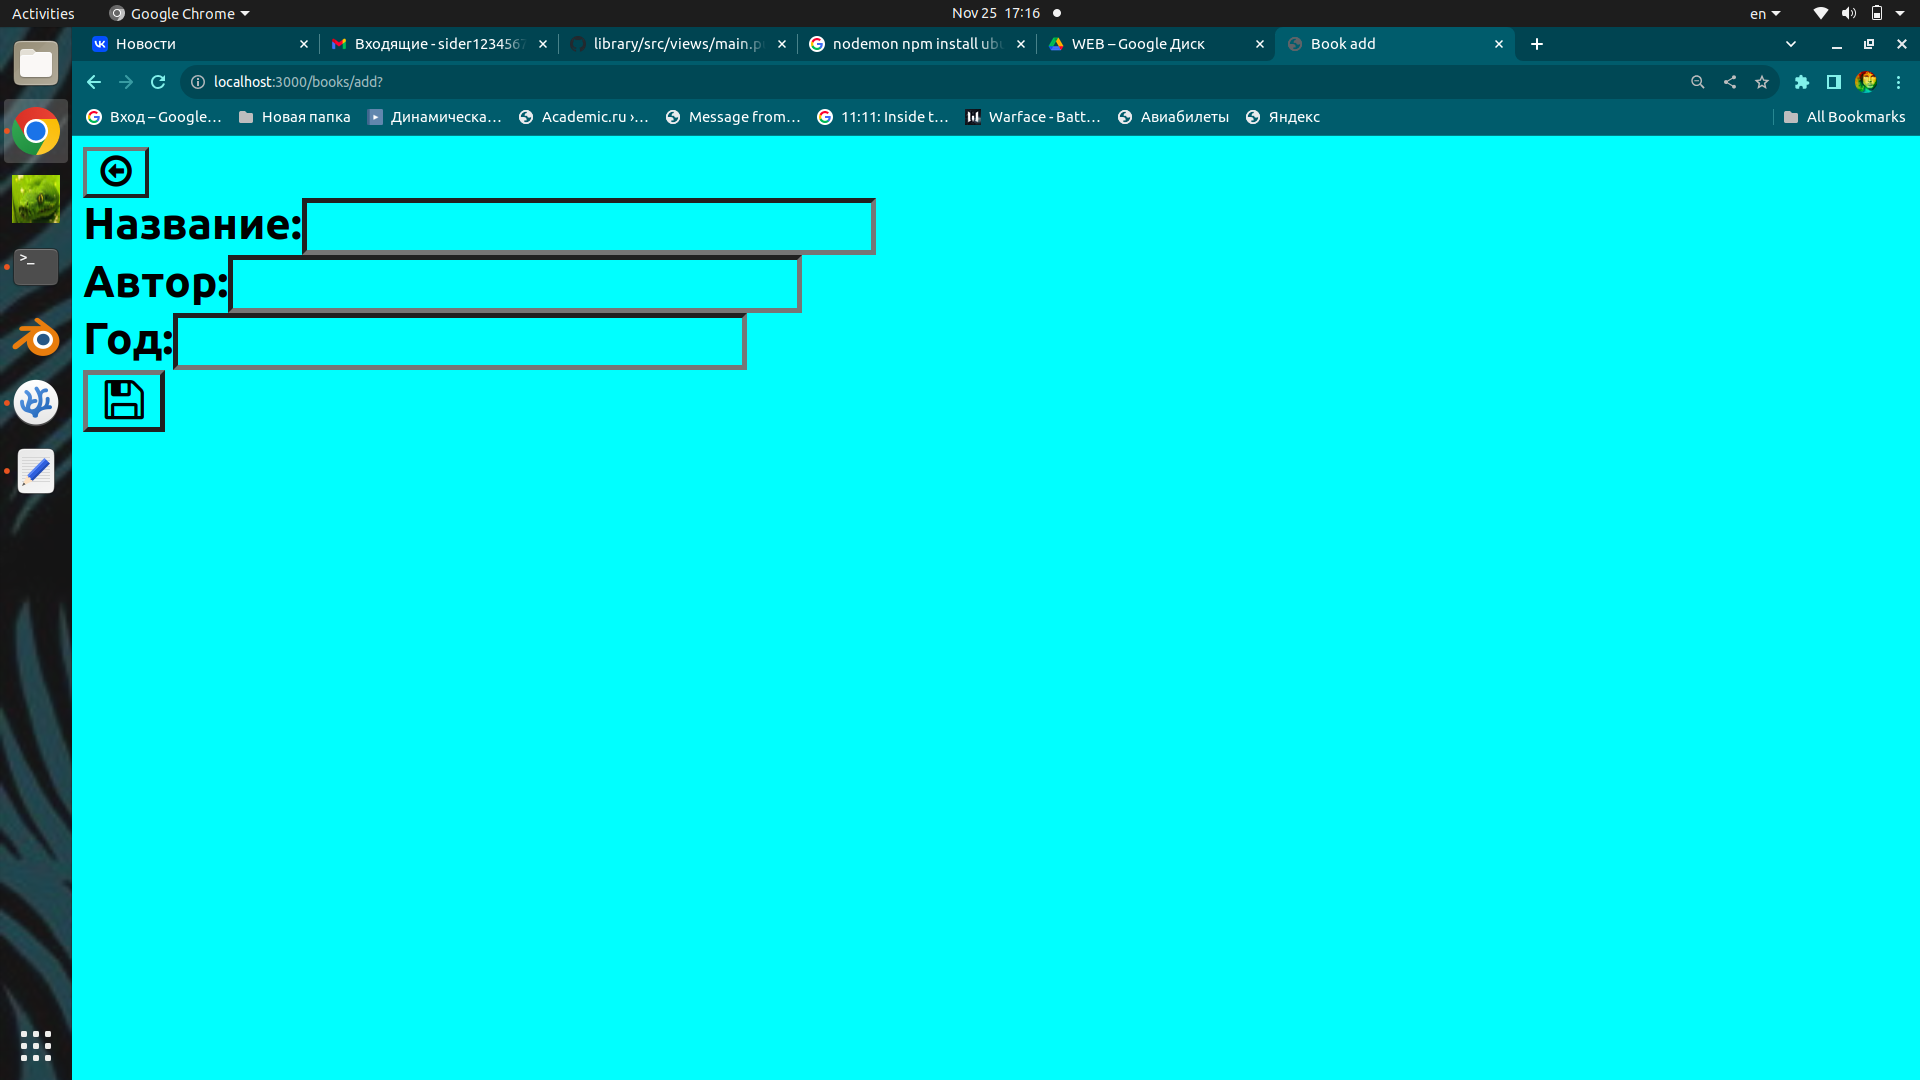 Activities
Google Chrome
Nov 25 17:16
en
Новости
Входящие - sider1234567
library/src/views/main.p
nodemon npm install ub
WEB – Google Диск
Book add
localhost:3000/books/add?
Вход – Google...
Новая папка
Динамическа...
Academic.ru ›...
Message from...
11:11: Inside t...
Warface - Batt...
Авиабилеты
Яндекс
All Bookmarks
Название:
Автор:
Год: